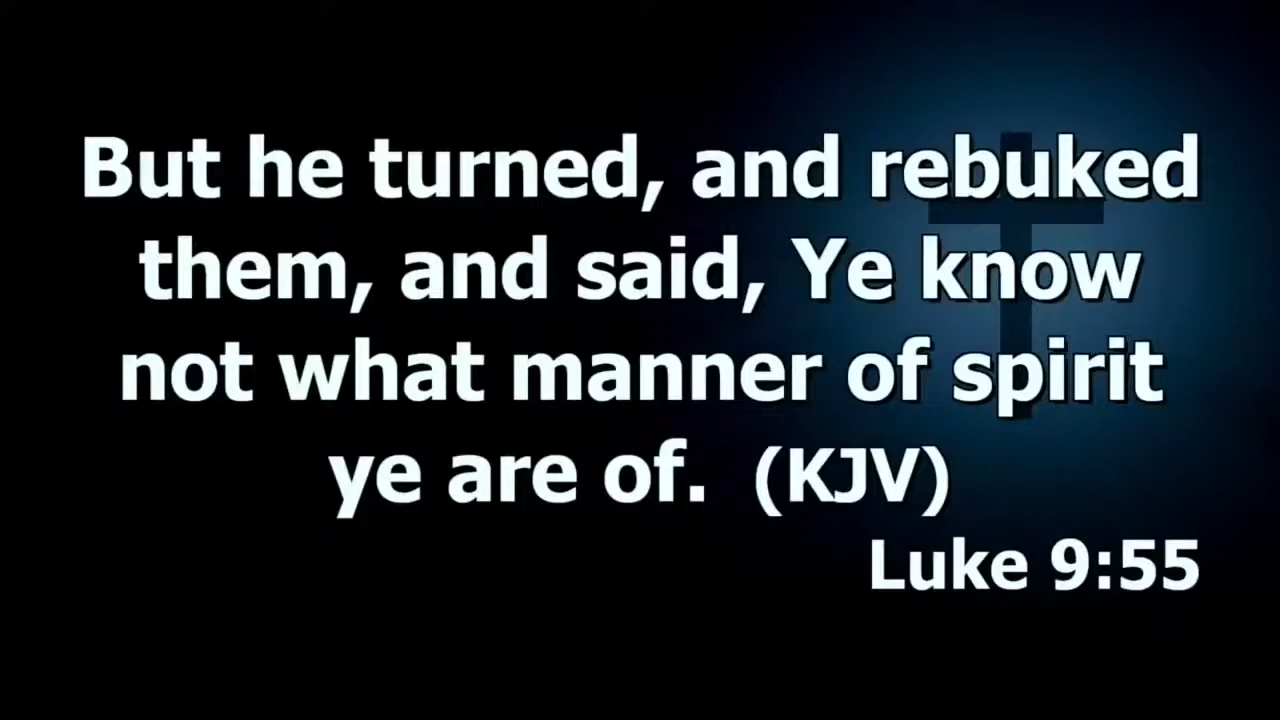 But he turned, and rebuked
them, and said, Ye know
not what manner of spirit
ye are of.  (KJV)
Luke 9:55